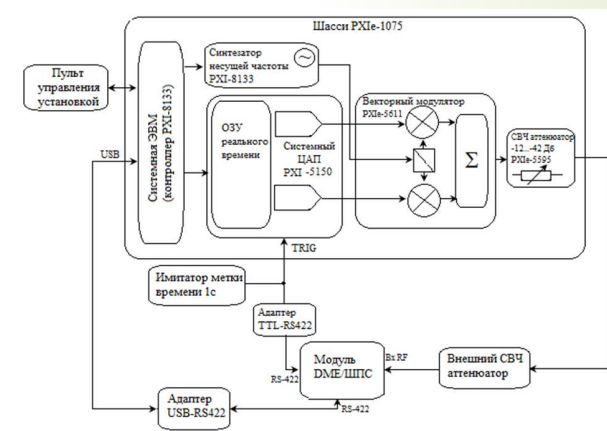 Шасси PXIe-1075
Пульт
управления
установкой
Системная ЭВМ
(контроллер PXI-8133)
Синтезатор
несущей частоты
PXI-8133
ОЗУ
реального
времени
Системный
ЦАП
PXI -5150
Векторный модулятор
PXIe-5611
Σ
СВЧ аттенюатор
-12...-42 Дб
PXIe-5595
USB
TRIG
Имитатор метки
времени 1с
Адаптер
TTL-RS422
Модуль
DME/ШПС
Вх RF
Внешний СВЧ
аттенюатор
RS-422
Адаптер
USB-RS422
RS-422